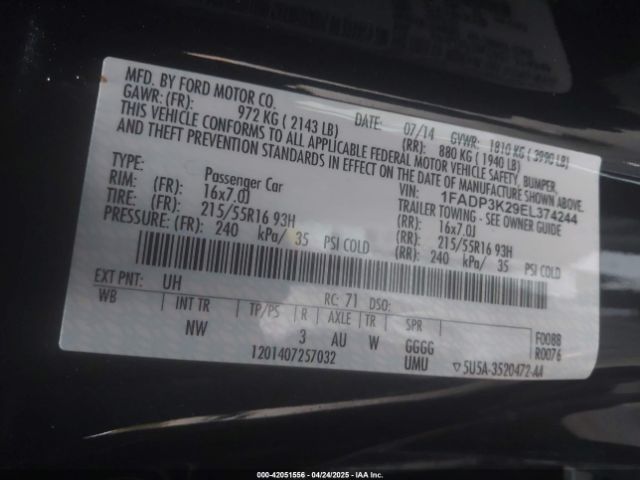 MFD. BY FORD MOTOR CO. DATE: 07/14 GVWR: 1810 KG ( 3990 LB)
GAWR: (FR): 972 KG ( 2143 LB) (RR): 880 KG ( 1940 LB)
THIS VEHICLE CONFORMS TO ALL APPLICABLE FEDERAL MOTOR VEHICLE SAFETY, BUMPER,
AND THEFT PREVENTION STANDARDS IN EFFECT ON THE DATE OF MANUFACTURE SHOWN ABOVE.
VIN: 1FADP3K29EL374244
TYPE: Passenger Car TRAILER TOWING - SEE OWNER GUIDE
RIM: (FR): 16x7.0J (RR): 16x7.0J
TIRE: (FR): 215/55R16 93H (RR): 215/55R16 93H
PRESSURE: (FR): 240 kPa/ 35 PSI COLD (RR): 240 kPa/ 35 PSI COLD
EXT PNT: UH RC: 71 DSO:
WB INT TR TP/PS R AXLE TR SPR F0088
NW 3 AU W GGGG R0076
1201407257032 UMU ▽5U5A-3520472-AA
000-42051556 - 04/24/2025 - IAA Inc.